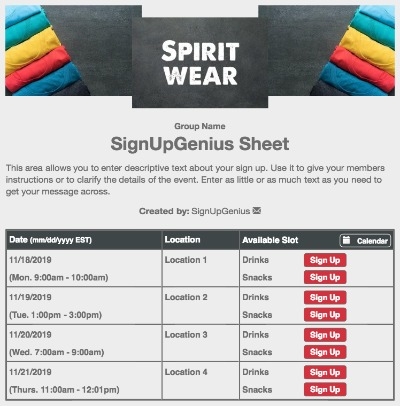 SPIRIT
WEAR
Group Name
SignUpGenius Sheet
This area allows you to enter descriptive text about your sign up. Use it to give your members
instructions or to clarify the details of the event. Enter as little or as much text as you need to
get your message across.
Created by: SignUpGenius
Date (mm/dd/yyyy EST) Location Available Slot Calendar
11/18/2019 Location 1 Drinks Sign Up
(Mon. 9:00am - 10:00am) Snacks Sign Up
11/19/2019 Location 2 Drinks Sign Up
(Tue. 1:00pm - 3:00pm) Snacks Sign Up
11/20/2019 Location 3 Drinks Sign Up
(Wed. 7:00am - 9:00am) Snacks Sign Up
11/21/2019 Location 4 Drinks Sign Up
(Thurs. 11:00am - 12:01pm) Snacks Sign Up